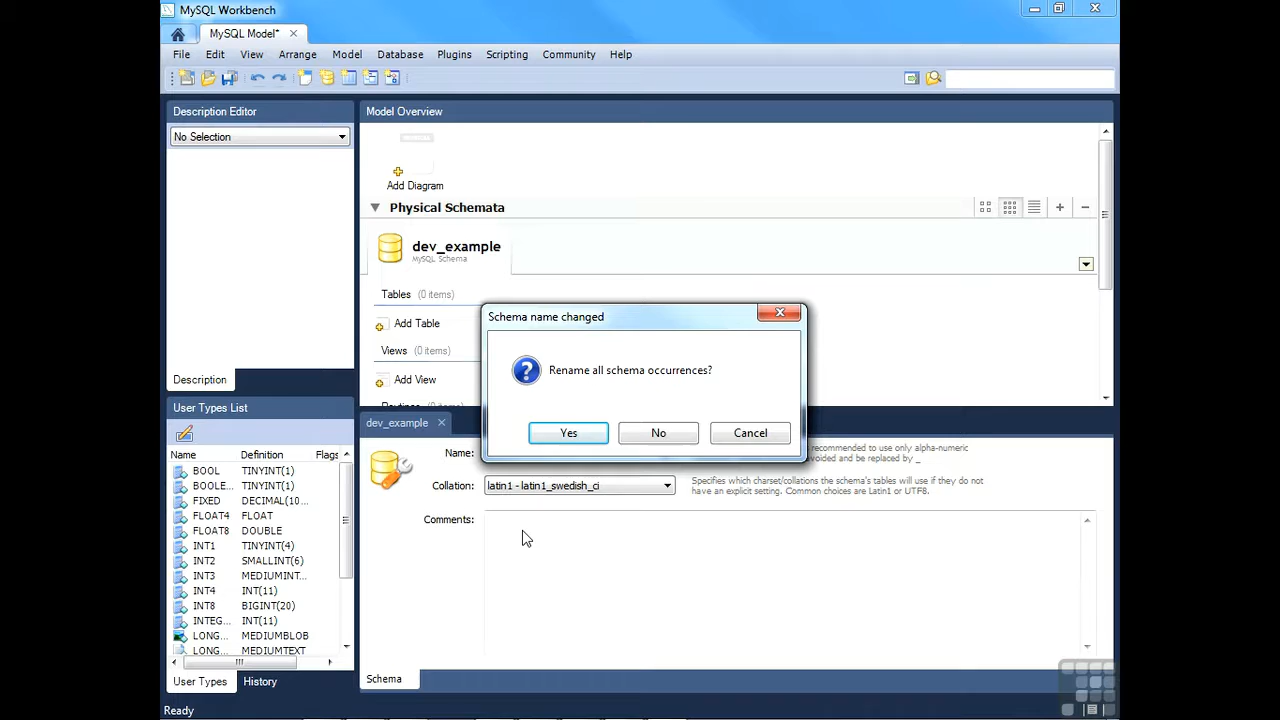 MySQL Workbench
MySQL Model*
File Edit View Arrange Model Database Plugins Scripting Community Help
Description Editor
No Selection
Description
Model Overview
Add Diagram
Physical Schemata
dev_example
MySQL Schema
Tables (0 items)
Add Table
Views (0 items)
Add View
(0 items)
Schema name changed
Rename all schema occurrences?
Yes No Cancel
User Types List
Name Definition Flags
BOOL TINYINT(1)
BOOLE... TINYINT(1)
FIXED DECIMAL(10...
FLOAT4 FLOAT
FLOAT8 DOUBLE
INT1 TINYINT(4)
INT2 SMALLINT(6)
INT3 MEDIUMINT...
INT4 INT(11)
INT8 BIGINT(20)
INTEG... INT(11)
LONG... MEDIUMBLOB
LONG... MEDIUMTEXT
User Types History
dev_example
Name:
recommended to use only alpha-numeric
avoided and be replaced by _
Collation: latin1 - latin1_swedish_ci
Specifies which charset/collations the schema's tables will use if they do
not have an explicit setting. Common choices are Latin1 or UTF8.
Comments:
Schema
Ready